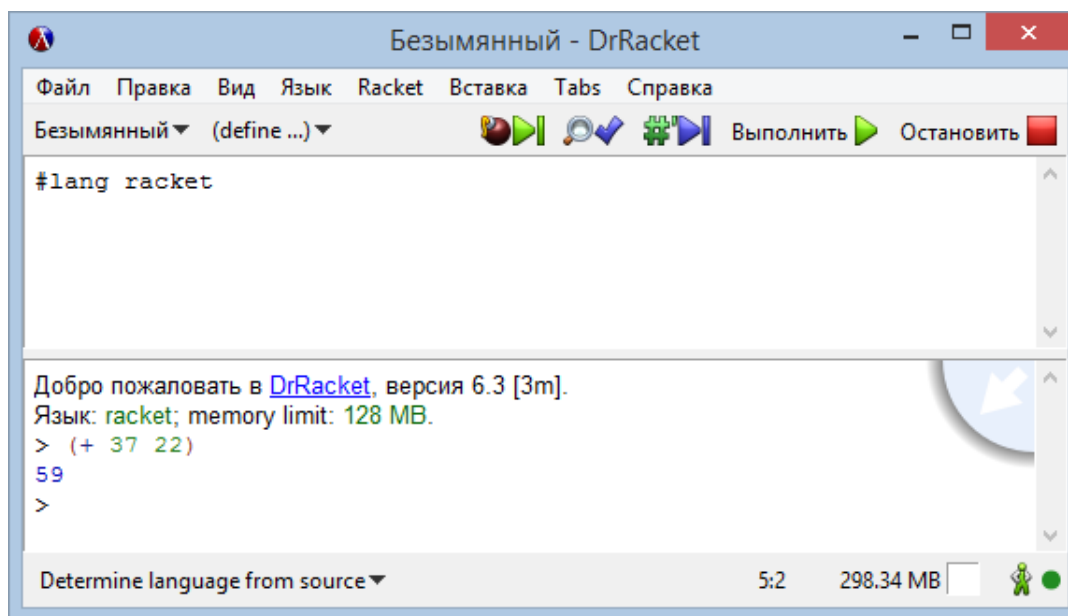 Безымянный - DrRacket
Файл Правка Вид Язык Racket Вставка Tabs Справка
Безымянный (define ...) Выполнить Остановить
#lang racket
Добро пожаловать в DrRacket, версия 6.3 [3m].
Язык: racket; memory limit: 128 MB.
> (+ 37 22)
59
>
Determine language from source 5:2 298.34 MB